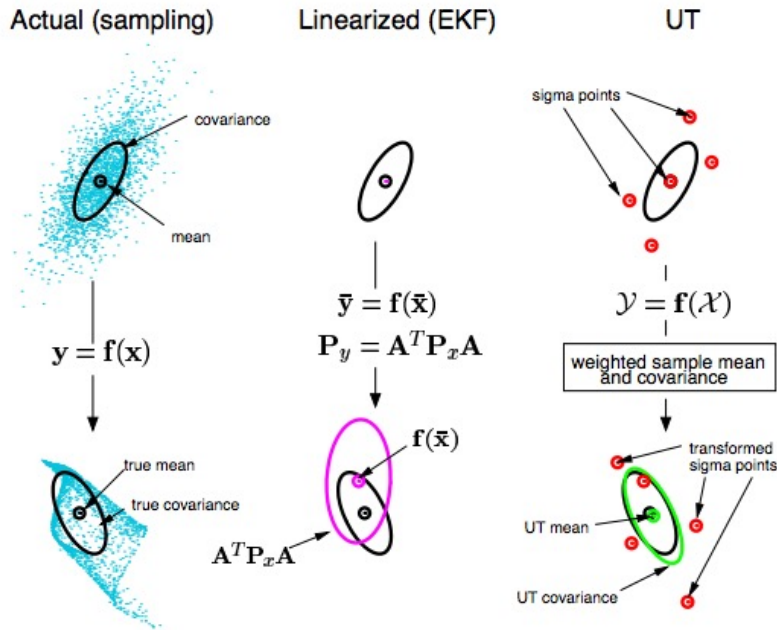 Actual (sampling)
Linearized (EKF)
UT
covariance
mean
y = f(x)
true mean
true covariance
ȳ = f(x̄)
P_y = A^T P_x A
f(x̄)
A^T P_x A
sigma points
𝒴 = f(𝒳)
weighted sample mean
and covariance
transformed
sigma points
UT mean
UT covariance